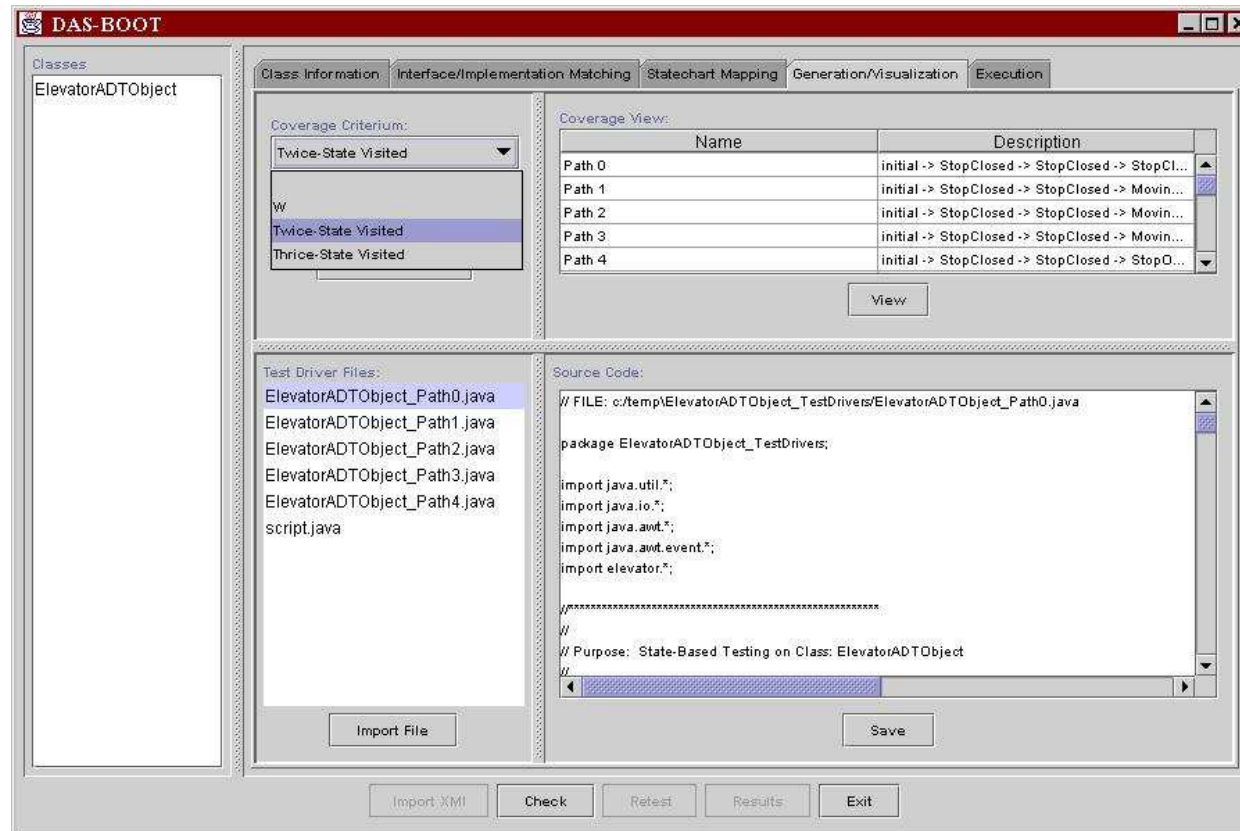 DAS-BOOT
Classes
ElevatorADTObject
Class Information
Interface/Implementation Matching
Statechart Mapping
Generation/Visualization
Execution
Coverage Criterium:
Twice-State Visited
W
Twice-State Visited
Thrice-State Visited
Coverage View:
Name Description
Path 0 initial -> StopClosed -> StopClosed -> StopCl...
Path 1 initial -> StopClosed -> StopClosed -> Movin...
Path 2 initial -> StopClosed -> StopClosed -> Movin...
Path 3 initial -> StopClosed -> StopClosed -> Movin...
Path 4 initial -> StopClosed -> StopClosed -> StopO...
View
Test Driver Files:
ElevatorADTObject_Path0.java
ElevatorADTObject_Path1.java
ElevatorADTObject_Path2.java
ElevatorADTObject_Path3.java
ElevatorADTObject_Path4.java
script.java
Import File
Source Code:
// FILE: c:/temp\ElevatorADTObject_TestDrivers/ElevatorADTObject_Path0.java
package ElevatorADTObject_TestDrivers;
import java.util.*;
import java.io.*;
import java.awt.*;
import java.awt.event.*;
import elevator.*;
//********************************************************
//
// Purpose: State-Based Testing on Class: ElevatorADTObject
//
Save
Import XMI
Check
Retest
Results
Exit